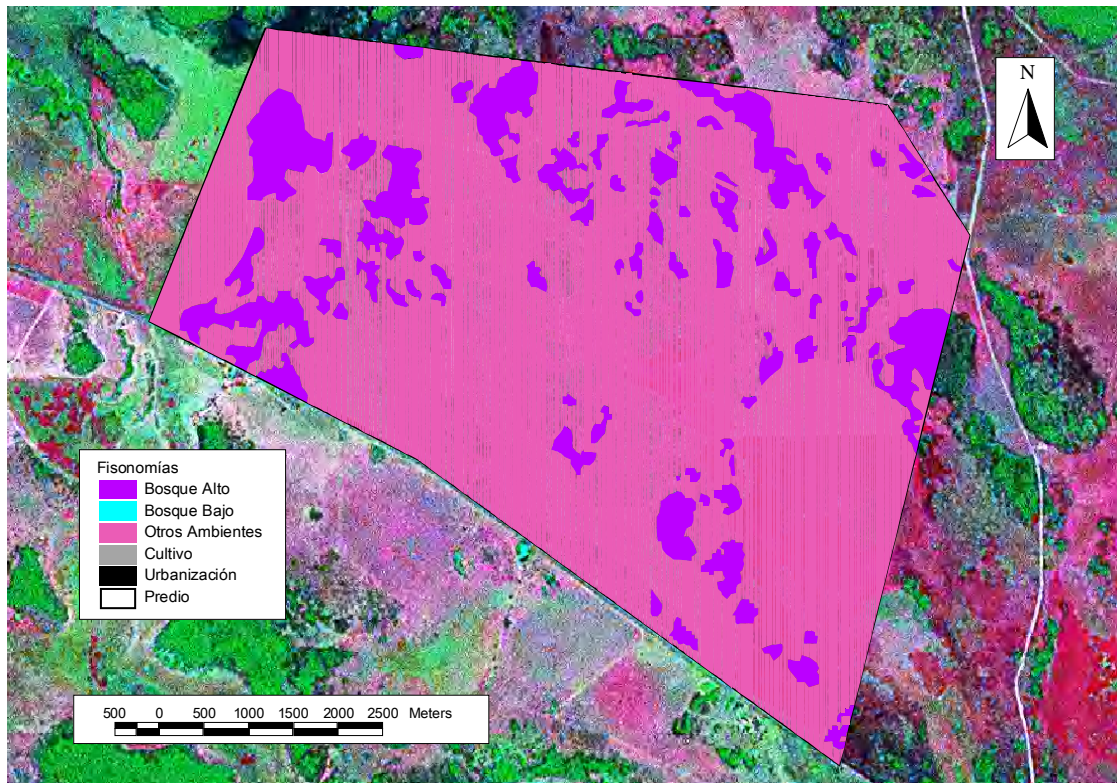 N
Fisonomías
Bosque Alto
Bosque Bajo
Otros Ambientes
Cultivo
Urbanización
Predio
500 0 500 1000 1500 2000 2500 Meters